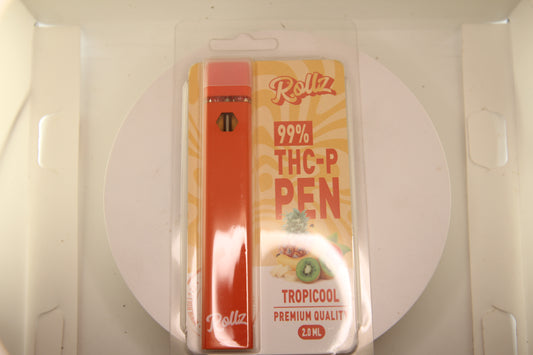 Rollz
99%
THC-P
PEN
TROPICOOL
PREMIUM QUALITY
2.0 ML
Rollz